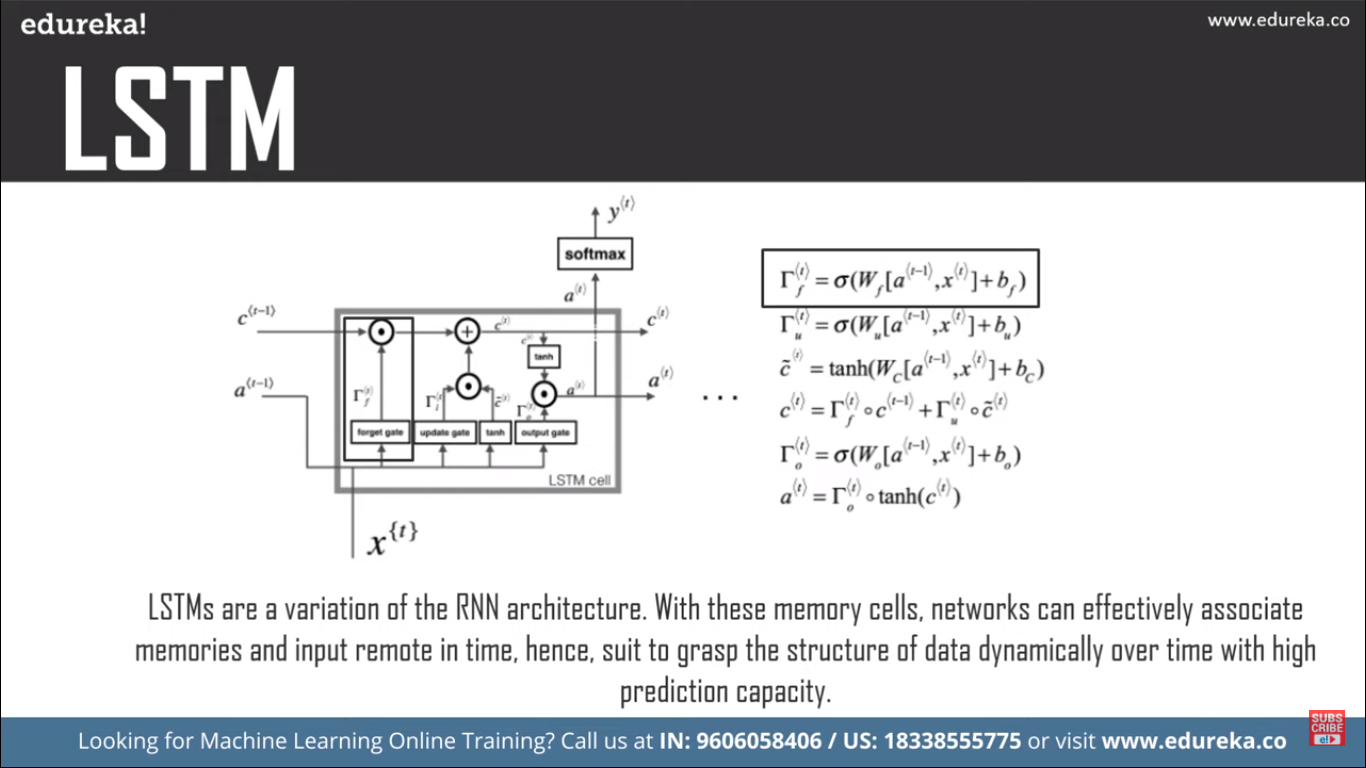 edureka!
www.edureka.co
LSTM
y⟨t⟩
softmax
a⟨t⟩
c⟨t−1⟩
c⟨t⟩
c⟨t⟩
c⟨t⟩
tanh
a⟨t−1⟩
a⟨t⟩
a⟨t⟩
Γf⟨t⟩
Γi⟨t⟩
c̃⟨t⟩
Γo⟨t⟩
forget gate
update gate
tanh
output gate
LSTM cell
x{t}
. . .
Γf⟨t⟩ = σ(Wf[a⟨t−1⟩,x⟨t⟩]+bf)
Γu⟨t⟩ = σ(Wu[a⟨t−1⟩,x⟨t⟩]+bu)
c̃⟨t⟩ = tanh(WC[a⟨t−1⟩,x⟨t⟩]+bC)
c⟨t⟩ = Γf⟨t⟩∘c⟨t−1⟩+Γu⟨t⟩∘c̃⟨t⟩
Γo⟨t⟩ = σ(Wo[a⟨t−1⟩,x⟨t⟩]+bo)
a⟨t⟩ = Γo⟨t⟩∘tanh(c⟨t⟩)
LSTMs are a variation of the RNN architecture. With these memory cells, networks can effectively associate
memories and input remote in time, hence, suit to grasp the structure of data dynamically over time with high
prediction capacity.
Looking for Machine Learning Online Training? Call us at IN: 9606058406 / US: 18338555775 or visit www.edureka.co
SUBS
CRIBE
e!